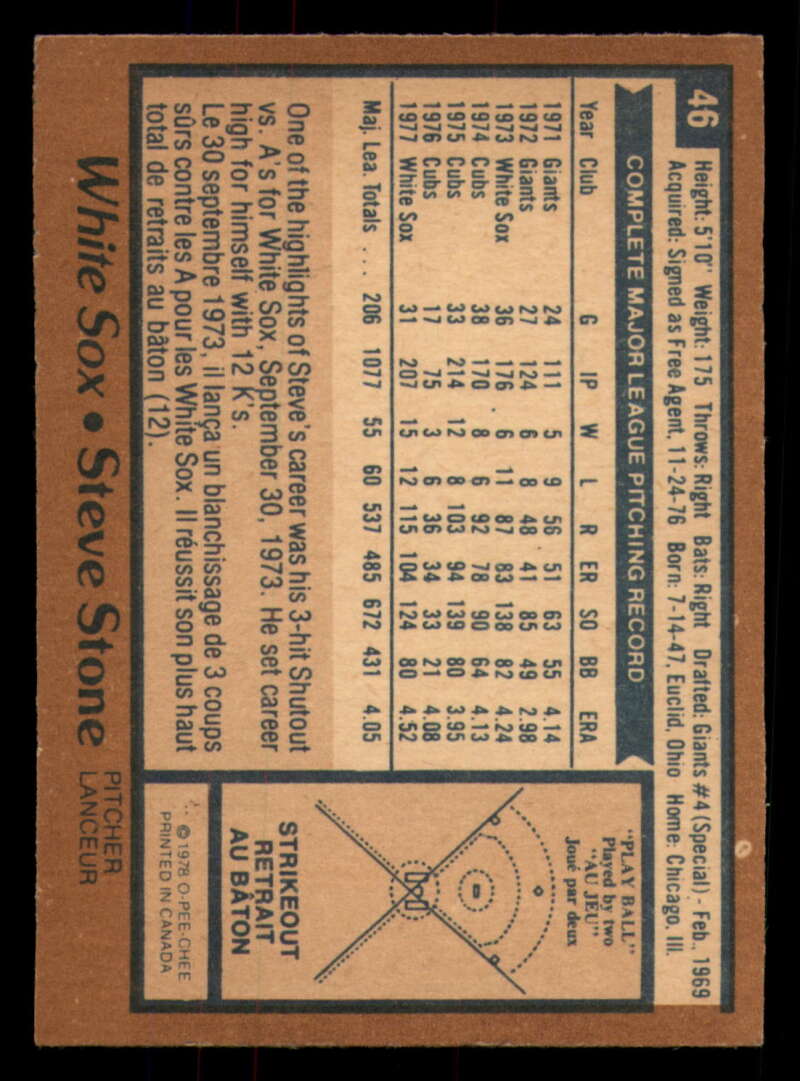 46
Height: 5'10" Weight: 175 Throws: Right Bats: Right Drafted: Giants #4 (Special) - Feb., 1969
Acquired: Signed as Free Agent, 11-24-76 Born: 7-14-47, Euclid, Ohio Home: Chicago, Ill.
COMPLETE MAJOR LEAGUE PITCHING RECORD
Year Club G IP W L R ER SO BB ERA
1971 Giants 24 111 5 9 56 51 63 55 4.14
1972 Giants 27 124 6 8 48 41 85 49 2.98
1973 White Sox 36 176 6 11 87 83 138 82 4.24
1974 Cubs 38 170 8 6 92 78 90 64 4.13
1975 Cubs 33 214 12 8 103 94 139 80 3.95
1976 Cubs 17 75 3 6 36 34 33 21 4.08
1977 White Sox 31 207 15 12 115 104 124 80 4.52
Maj. Lea. Totals ... 206 1077 55 60 537 485 672 431 4.05
One of the highlights of Steve's career was his 3-hit Shutout
vs. A's for White Sox, September 30, 1973. He set career
high for himself with 12 K's.
Le 30 septembre 1973, il lança un blanchissage de 3 coups
sûrs contre les A pour les White Sox. Il réussit son plus haut
total de retraits au bâton (12).
"PLAY BALL"
Played by two
"AU JEU"
Joué par deux
STRIKEOUT
RETRAIT
AU BÂTON
© 1978 O-PEE-CHEE
PRINTED IN CANADA
White Sox • Steve Stone
PITCHER
LANCEUR